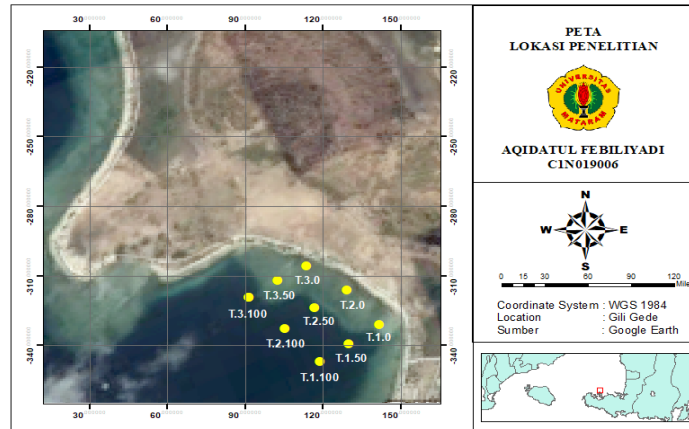 30 60 90 120 150
-220
-250
-280
-310
-340
T.3.0
T.3.50
T.2.0
T.3.100
T.2.50
T.1.0
T.2.100
T.1.50
T.1.100
30 60 90 120 150
PETA
LOKASI PENELITIAN
UNIVERSITAS
MATARAM
AQIDATUL FEBILIYADI
C1N019006
N
W E
S
0 15 30 60 90 120
Mile
Coordinate System : WGS 1984
Location : Gili Gede
Sumber : Google Earth